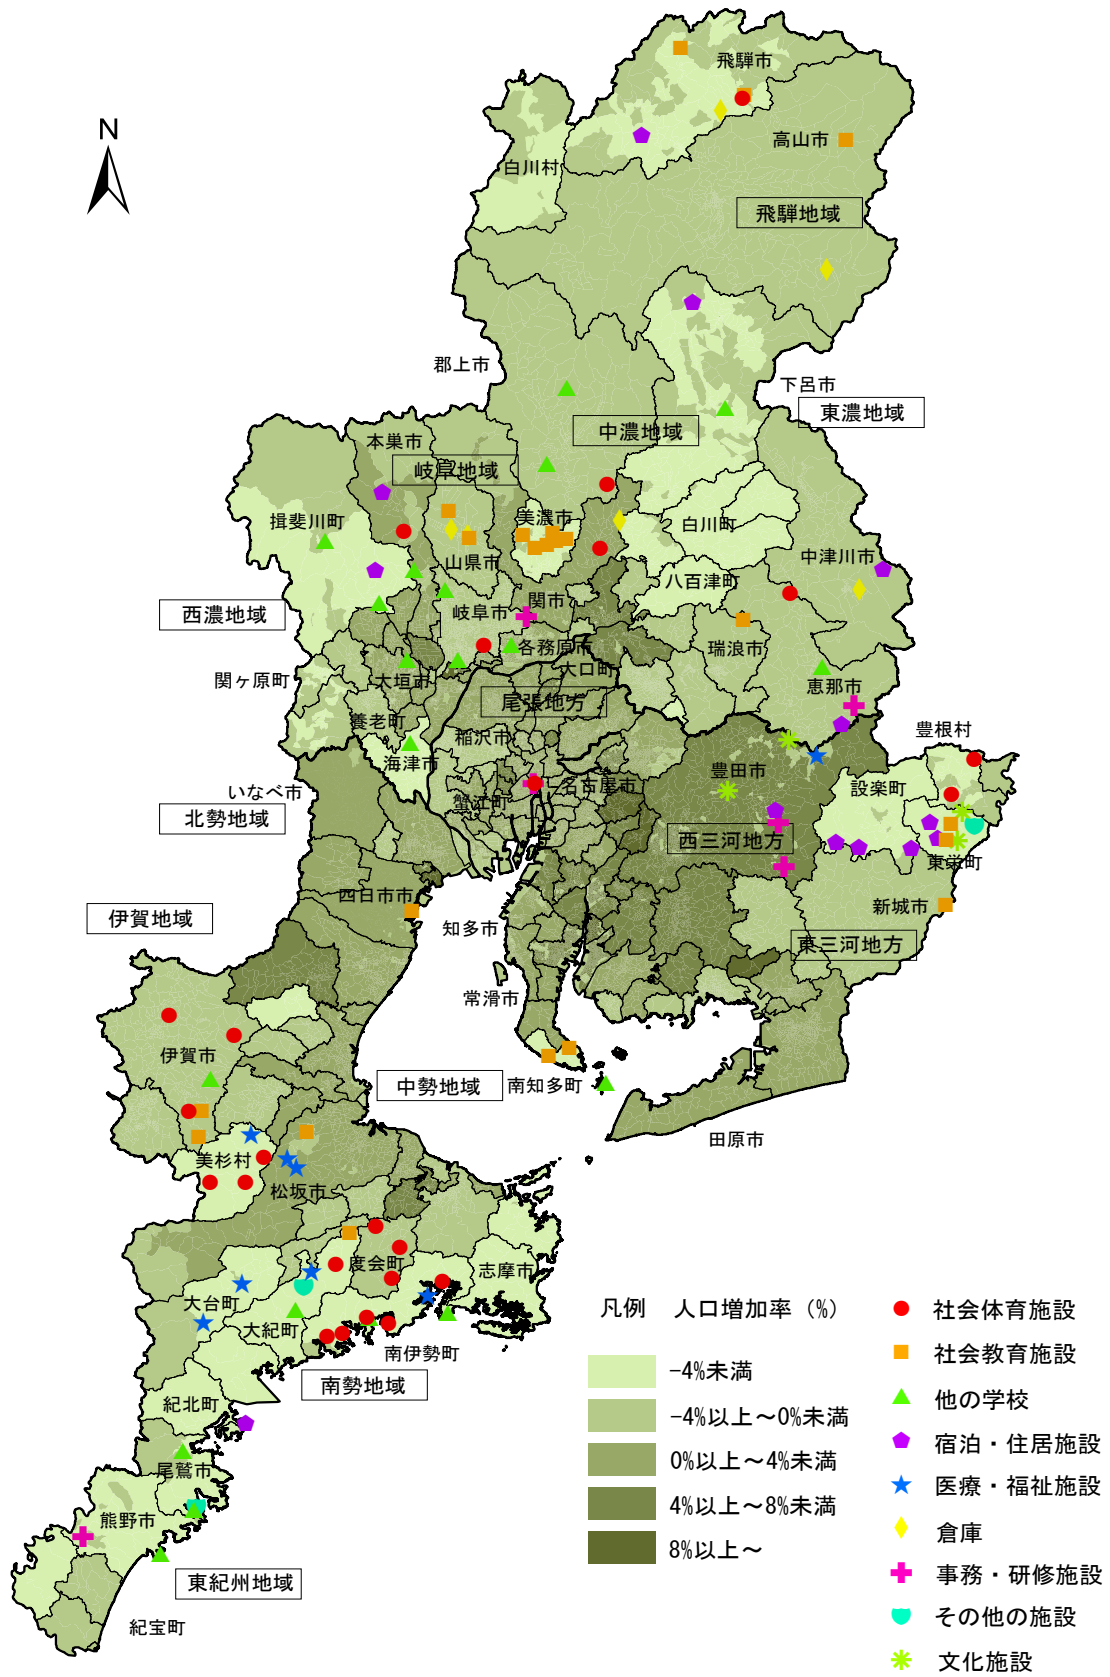 N
飛騨市
高山市
白川村
飛騨地域
郡上市
下呂市
東濃地域
中濃地域
本巣市
岐阜地域
揖斐川町
美濃市
白川町
中津川市
山県市
八百津町
西濃地域
岐阜市
関市
各務原市
瑞浪市
大口町
関ヶ原町
大垣市
恵那市
尾張地方
養老町
稲沢市
豊根村
海津市
豊田市
いなべ市
名古屋市
設楽町
蟹江町
北勢地域
西三河地方
東栄町
四日市市
新城市
伊賀地域
知多市
東三河地方
常滑市
伊賀市
中勢地域
南知多町
田原市
美杉村
松坂市
度会町
志摩市
大台町
大紀町
南伊勢町
南勢地域
紀北町
尾鷲市
熊野市
東紀州地域
紀宝町
凡例 人口増加率(%)
-4%未満
-4%以上〜0%未満
0%以上〜4%未満
4%以上〜8%未満
8%以上〜
社会体育施設
社会教育施設
他の学校
宿泊・住居施設
医療・福祉施設
倉庫
事務・研修施設
その他の施設
文化施設